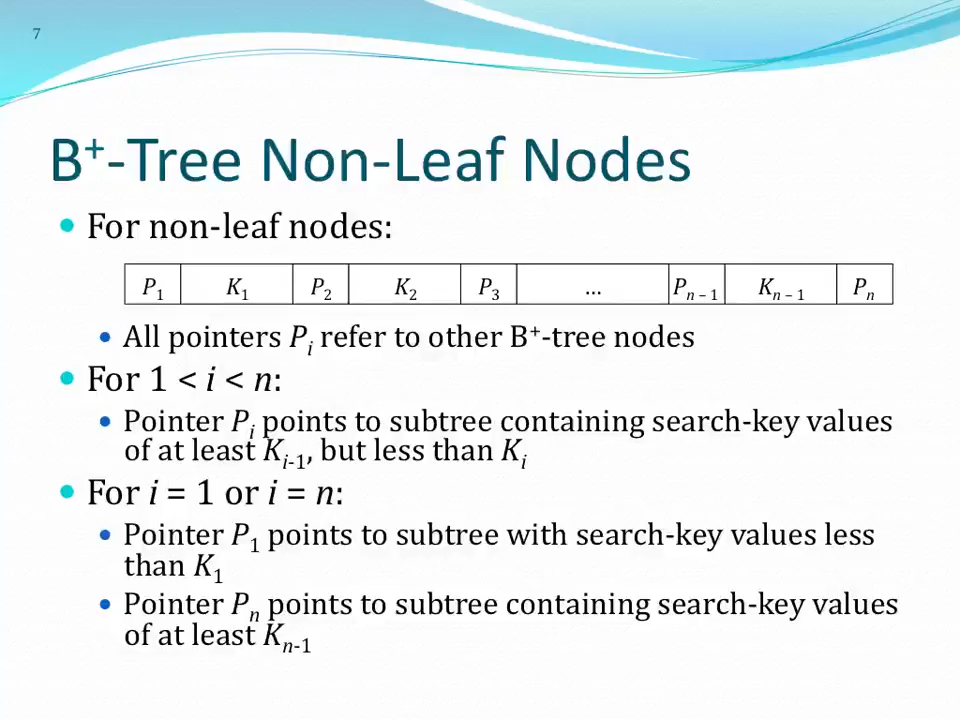 7
B⁺-Tree Non-Leaf Nodes
• For non-leaf nodes:
P₁ K₁ P₂ K₂ P₃ … Pₙ₋₁ Kₙ₋₁ Pₙ
• All pointers Pᵢ refer to other B⁺-tree nodes
• For 1 < i < n:
• Pointer Pᵢ points to subtree containing search-key values
of at least Kᵢ₋₁, but less than Kᵢ
• For i = 1 or i = n:
• Pointer P₁ points to subtree with search-key values less
than K₁
• Pointer Pₙ points to subtree containing search-key values
of at least Kₙ₋₁